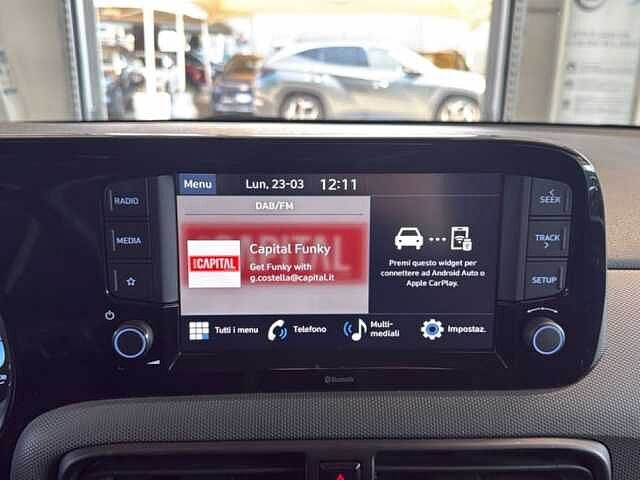 Menu
Lun, 23-03
12:11
DAB/FM
CAPITAL
Capital Funky
Get Funky with
g.costella@capital.it
Premi questo widget per
connettere ad Android Auto o
Apple CarPlay.
Tutti i menu
Telefono
Multi-
mediali
Impostaz.
RADIO
MEDIA
SEEK
TRACK
SETUP
Bluetooth